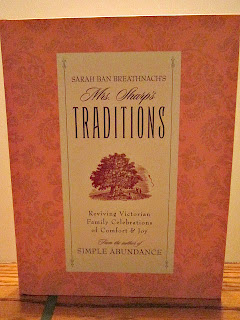 SARAH BAN BREATHNACH'S
Mrs. Sharp's
TRADITIONS
Reviving Victorian
Family Celebrations
of Comfort & Joy
From the author of
SIMPLE ABUNDANCE